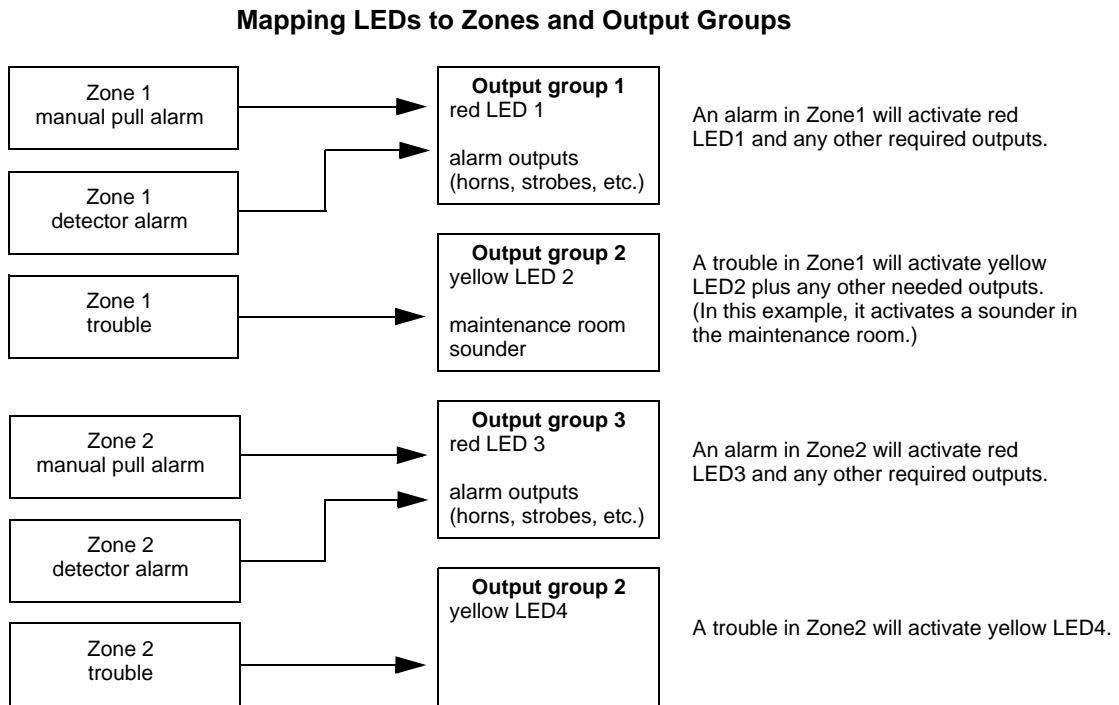 Mapping LEDs to Zones and Output Groups
Zone 1
manual pull alarm
Output group 1
red LED 1
alarm outputs
(horns, strobes, etc.)
An alarm in Zone1 will activate red
LED1 and any other required outputs.
Zone 1
detector alarm
Zone 1
trouble
Output group 2
yellow LED 2
maintenance room
sounder
A trouble in Zone1 will activate yellow
LED2 plus any other needed outputs.
(In this example, it activates a sounder in
the maintenance room.)
Zone 2
manual pull alarm
Output group 3
red LED 3
alarm outputs
(horns, strobes, etc.)
An alarm in Zone2 will activate red
LED3 and any other required outputs.
Zone 2
detector alarm
Zone 2
trouble
Output group 2
yellow LED4
A trouble in Zone2 will activate yellow LED4.